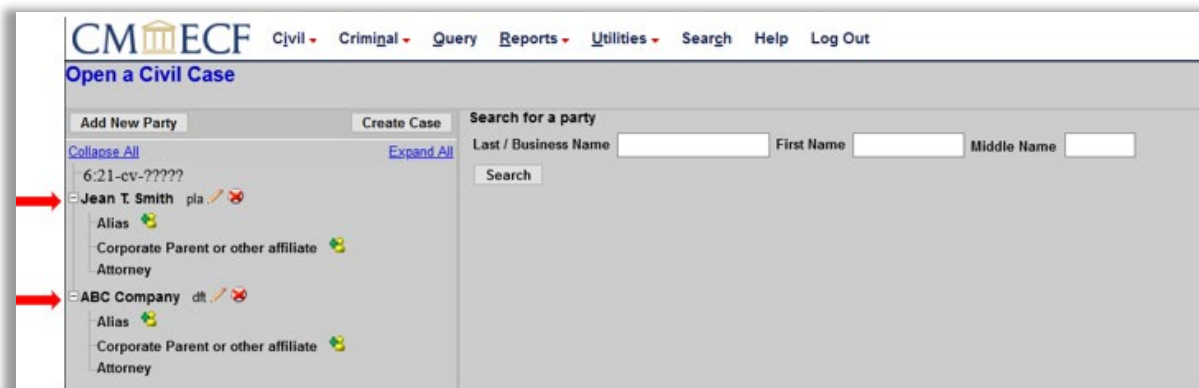 CM ECF Civil Criminal Query Reports Utilities Search Help Log Out
Open a Civil Case
Add New Party Create Case
Collapse All Expand All
6:21-cv-?????
Jean T. Smith pla
Alias
Corporate Parent or other affiliate
Attorney
ABC Company dft
Alias
Corporate Parent or other affiliate
Attorney
Search for a party
Last / Business Name First Name Middle Name
Search